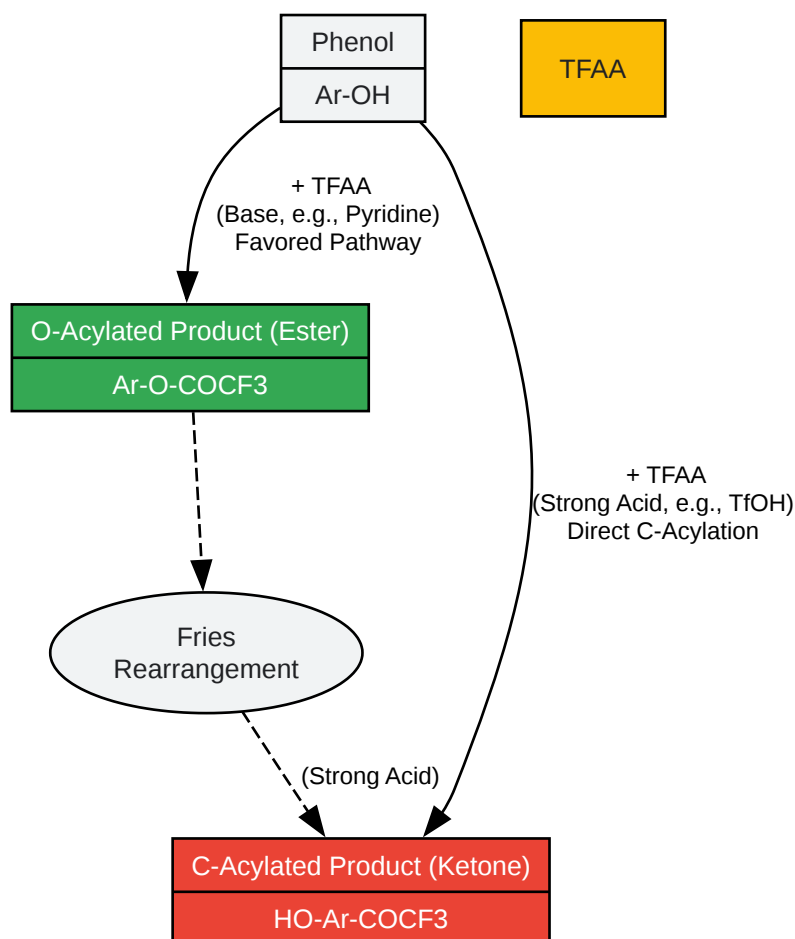 Phenol
Ar-OH
TFAA
+ TFAA
(Base, e.g., Pyridine)
Favored Pathway
O-Acylated Product (Ester)
Ar-O-COCF3
+ TFAA
(Strong Acid, e.g., TfOH)
Direct C-Acylation
Fries
Rearrangement
(Strong Acid)
C-Acylated Product (Ketone)
HO-Ar-COCF3